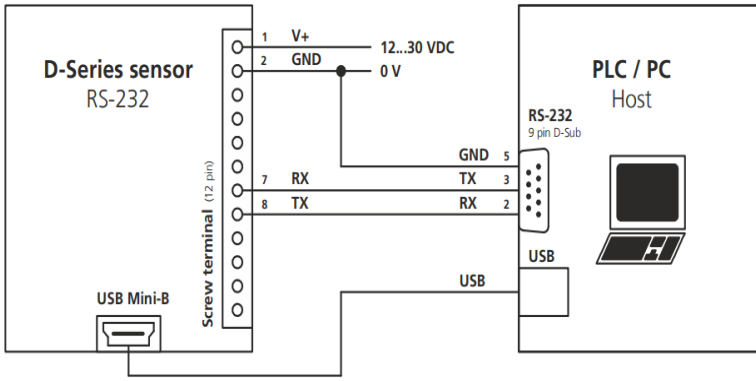 D-Series sensor
RS-232
1 V+ 12...30 VDC
2 GND 0 V
PLC / PC
Host
RS-232
9 pin D-Sub
GND 5
7 RX TX 3
8 TX RX 2
Screw terminal (12 pin)
USB
USB
USB Mini-B